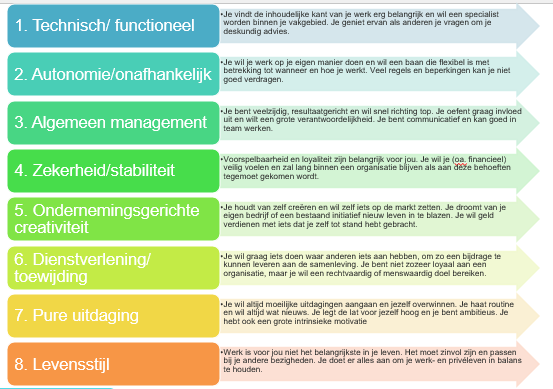 1. Technisch/ functioneel
•Je vindt de inhoudelijke kant van je werk erg belangrijk en wil een specialist
worden binnen je vakgebied. Je geniet ervan als anderen je vragen om je
deskundig advies.
2. Autonomie/onafhankelijk
•Je wil je werk op je eigen manier doen en wil een baan die flexibel is met
betrekking tot wanneer en hoe je werkt. Veel regels en beperkingen kan je niet
goed verdragen.
3. Algemeen management
•Je bent veelzijdig, resultaatgericht en wil snel richting top. Je oefent graag invloed
uit en wilt een grote verantwoordelijkheid. Je bent communicatief en kan goed in
team werken.
4. Zekerheid/stabiliteit
•Voorspelbaarheid en loyaliteit zijn belangrijk voor jou. Je wil je (oa. financieel)
veilig voelen en zal lang binnen een organisatie blijven als aan deze behoeften
tegemoet gekomen wordt.
5. Ondernemingsgerichte
creativiteit
•Je houdt van zelf creëren en wil zelf iets op de markt zetten. Je droomt van je
eigen bedrijf of een bestaand initiatief nieuw leven in te blazen. Je wil geld
verdienen met iets dat je zelf tot stand hebt gebracht.
6. Dienstverlening/
toewijding
•Je wil graag iets doen waar anderen iets aan hebben, om zo een bijdrage te
kunnen leveren aan de samenleving. Je bent niet zozeer loyaal aan een
organisatie, maar je wil een rechtvaardig of menswaardig doel bereiken.
7. Pure uitdaging
•Je wil altijd moeilijke uitdagingen aangaan en jezelf overwinnen. Je haat routine
en wil altijd wat nieuws. Je legt de lat voor jezelf hoog en je bent ambitieus. Je
hebt ook een grote intrinsieke motivatie
8. Levensstijl
•Werk is voor jou niet het belangrijkste in je leven. Het moet zinvol zijn en passen
bij je andere bezigheden. Je doet er alles aan om je werk- en privéleven in balans
te houden.